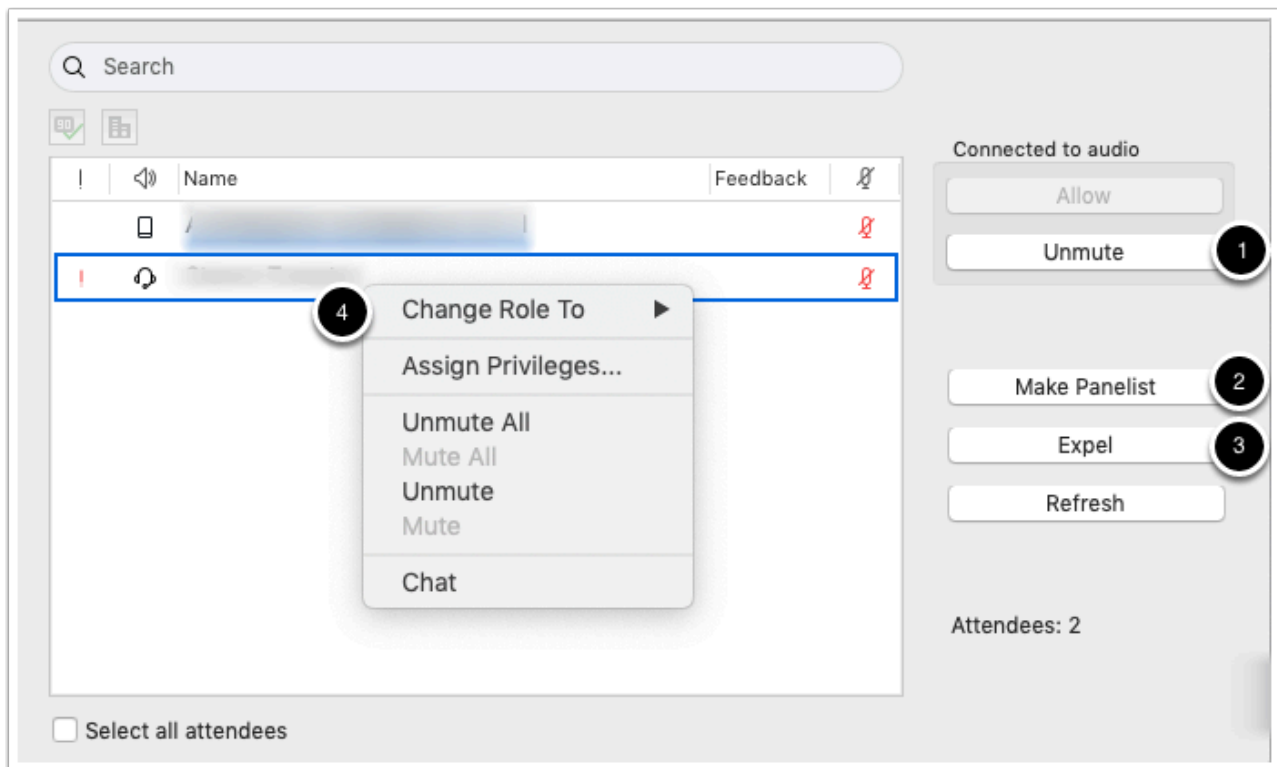 Search
Connected to audio
! Name Feedback
Allow
Unmute 1
4 Change Role To
Assign Privileges...
Make Panelist 2
Unmute All
Mute All
Expel 3
Unmute
Refresh
Mute
Chat
Attendees: 2
Select all attendees